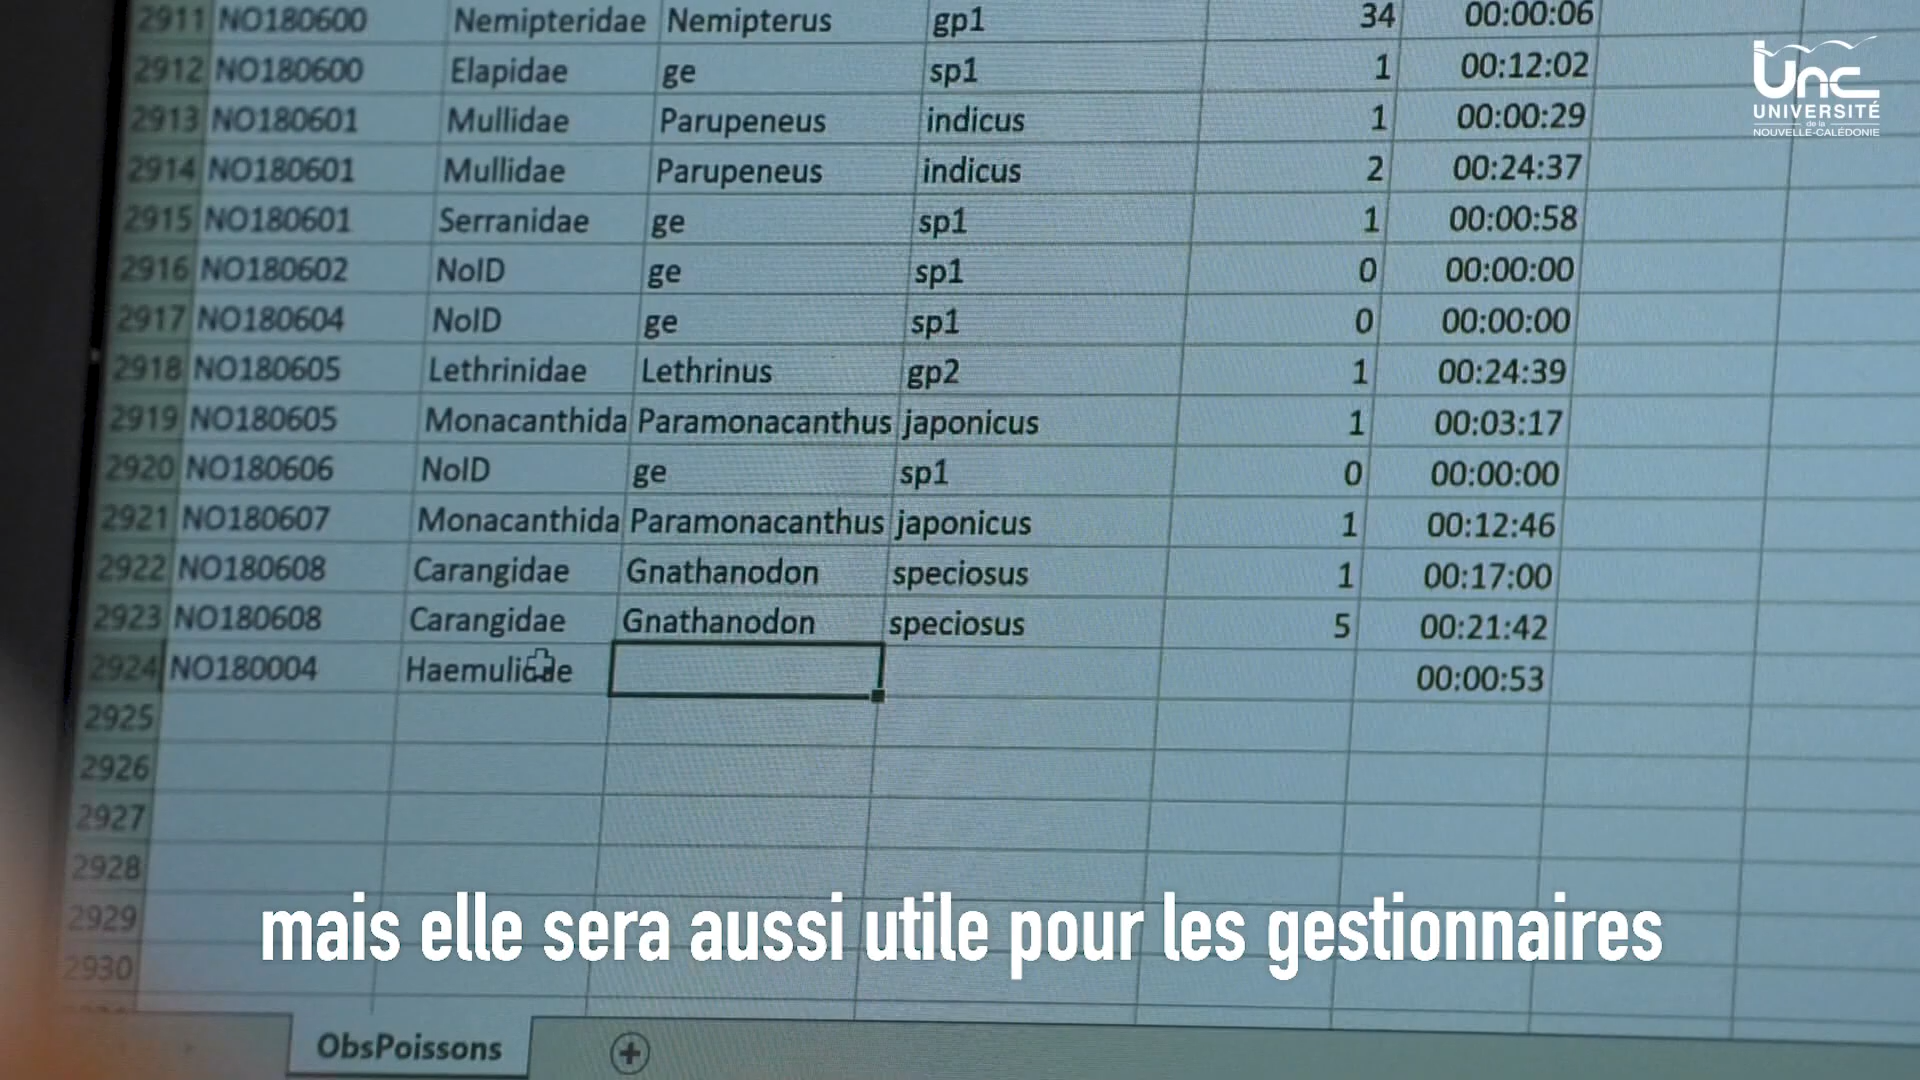 2911 NO180600 Nemipteridae Nemipterus gp1 34 00:00:06
2912 NO180600 Elapidae ge sp1 1 00:12:02
2913 NO180601 Mullidae Parupeneus indicus 1 00:00:29
2914 NO180601 Mullidae Parupeneus indicus 2 00:24:37
2915 NO180601 Serranidae ge sp1 1 00:00:58
2916 NO180602 NoID ge sp1 0 00:00:00
2917 NO180604 NoID ge sp1 0 00:00:00
2918 NO180605 Lethrinidae Lethrinus gp2 1 00:24:39
2919 NO180605 Monacanthida Paramonacanthus japonicus 1 00:03:17
2920 NO180606 NoID ge sp1 0 00:00:00
2921 NO180607 Monacanthida Paramonacanthus japonicus 1 00:12:46
2922 NO180608 Carangidae Gnathanodon speciosus 1 00:17:00
2923 NO180608 Carangidae Gnathanodon speciosus 5 00:21:42
2924 NO180004 Haemulidae 00:00:53
2925
2926
2927
2928
2929
2930
ObsPoissons
unc
UNIVERSITÉ
de la
NOUVELLE-CALÉDONIE
mais elle sera aussi utile pour les gestionnaires